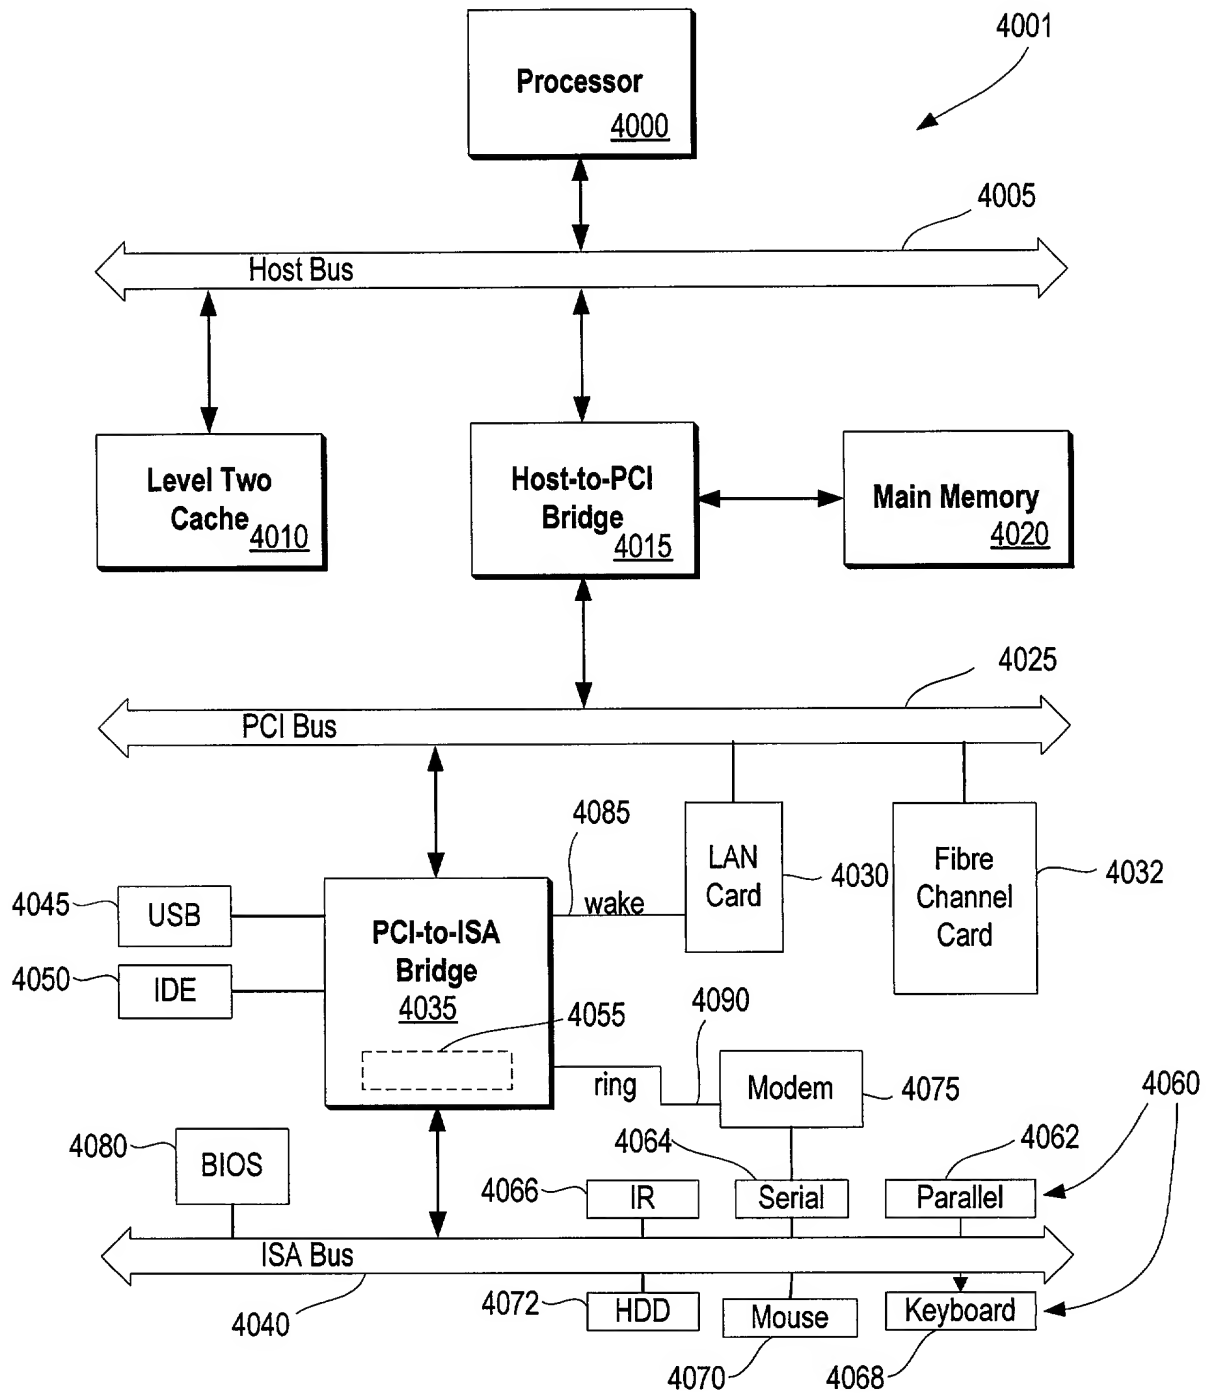 4001
Processor
4000
4005
Host Bus
Level Two
Cache 4010
Host-to-PCI
Bridge
4015
Main Memory
4020
4025
PCI Bus
4085
LAN
Card
4030
Fibre
Channel
Card
4032
4045
USB
wake
PCI-to-ISA
Bridge
4035
4050
IDE
4055
4090
ring
Modem
4075
4060
4080
BIOS
4064
4062
4066
IR
Serial
Parallel
ISA Bus
4040
4072
HDD
Mouse
Keyboard
4070
4068